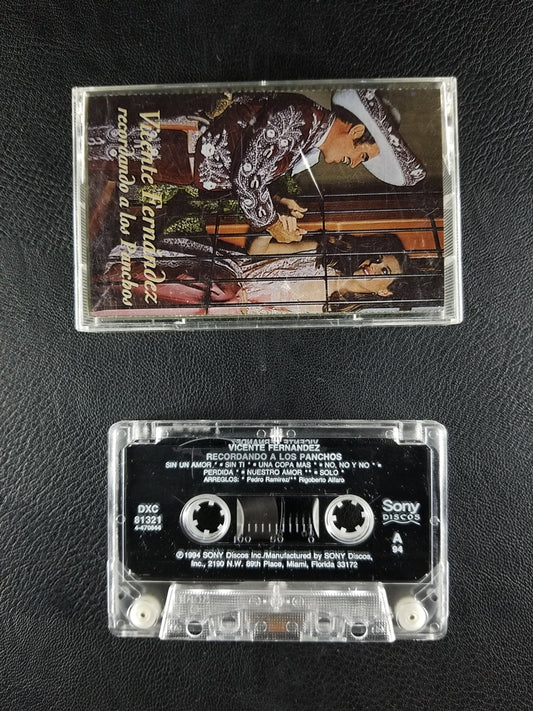 Vicente Fernández
recordando a los Panchos
VICENTE FERNANDEZ
RECORDANDO A LOS PANCHOS
SIN UN AMOR * * SIN TI * * UNA COPA MAS * * NO, NO Y NO * *
PERDIDA * * NUESTRO AMOR * * * SOLO * *
ARREGLOS: * Pedro Ramirez/ ** Rigoberto Alfaro
DXC
81321
4-470844
Sony
DISCOS
A
94
100 50 0
℗1994 SONY Discos Inc./Manufactured by SONY Discos,
Inc., 2190 N.W. 89th Place, Miami, Florida 33172